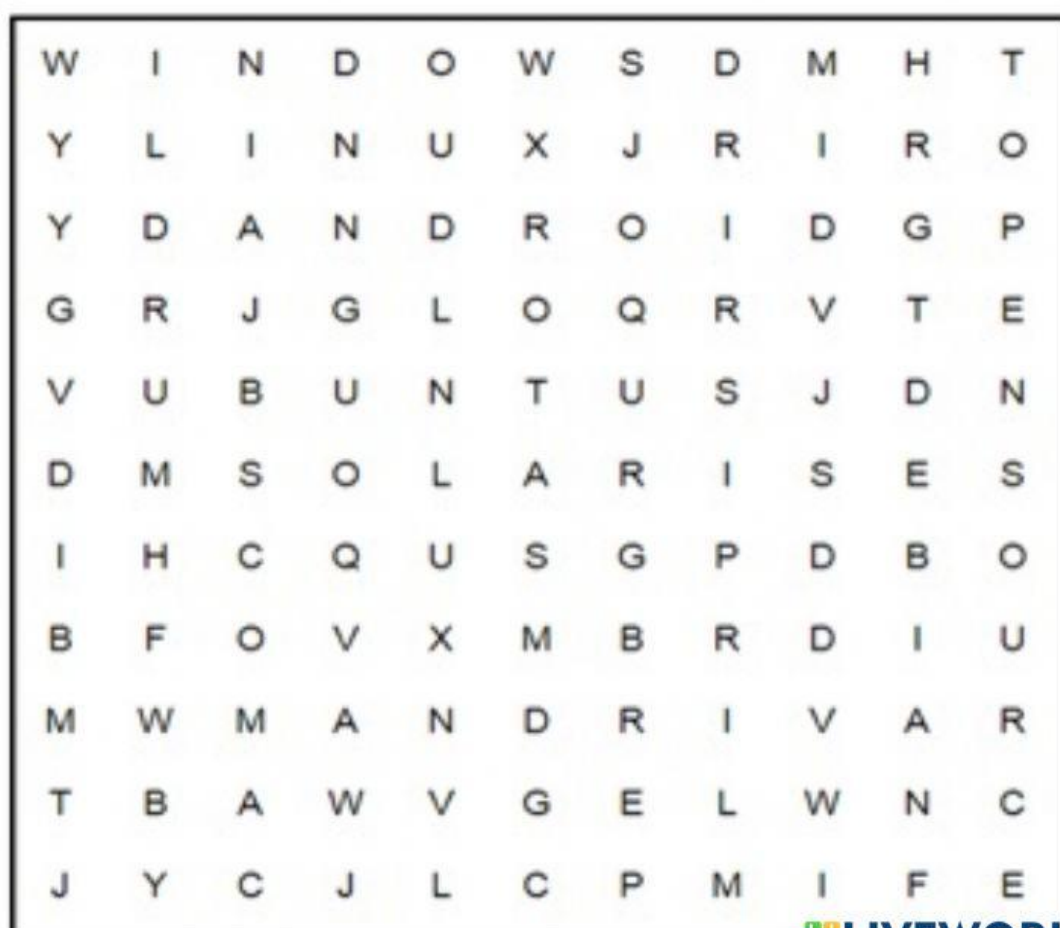 W I N D O W S D M H T
Y L I N U X J R I R O
Y D A N D R O I D G P
G R J G L O Q R V T E
V U B U N T U S J D N
D M S O L A R I S E S
I H C Q U S G P D B O
B F O V X M B R D I U
M W M A N D R I V A R
T B A W V G E L W N C
J Y C J L C P M I F E